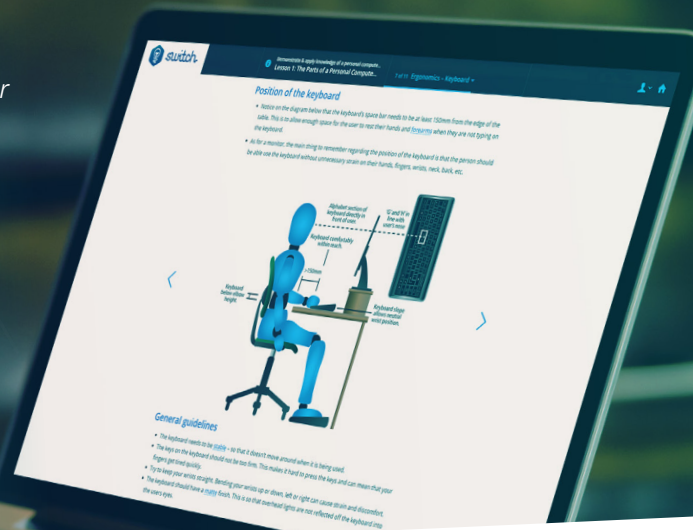 r
switch
Demonstrate & apply knowledge of a personal compute...
Lesson 1: The Parts of a Personal Compute...
Ergonomics - Keyboard
Position of the keyboard
• Notice on the diagram below that the keyboard's space bar needs to be at least 150mm from the edge of the
table. This is to allow enough space for the user to rest their hands and forearms when they are not typing on
the keyboard.
• As for a monitor, the main thing to remember regarding the position of the keyboard is that the person should
be able use the keyboard without unnecessary strain on their hands, fingers, wrists, neck, back, etc.
Alphabet section of
keyboard directly in
front of user.
'G' and 'H' in
line with
user's nose
Keyboard comfortably
within reach.
>150mm
Keyboard
below elbow
height.
Keyboard slope
allows neutral
wrist position.
General guidelines
• The keyboard needs to be stable – so that it doesn't move around when it is being used.
• The keys on the keyboard should not be too firm. This makes it hard to press the keys and can mean that your
fingers get tired quickly.
• Try to keep your wrists straight. Bending your wrists up or down, left or right can cause strain and discomfort.
• The keyboard should have a matte finish. This is so that overhead lights are not reflected off the keyboard into
the users eyes.